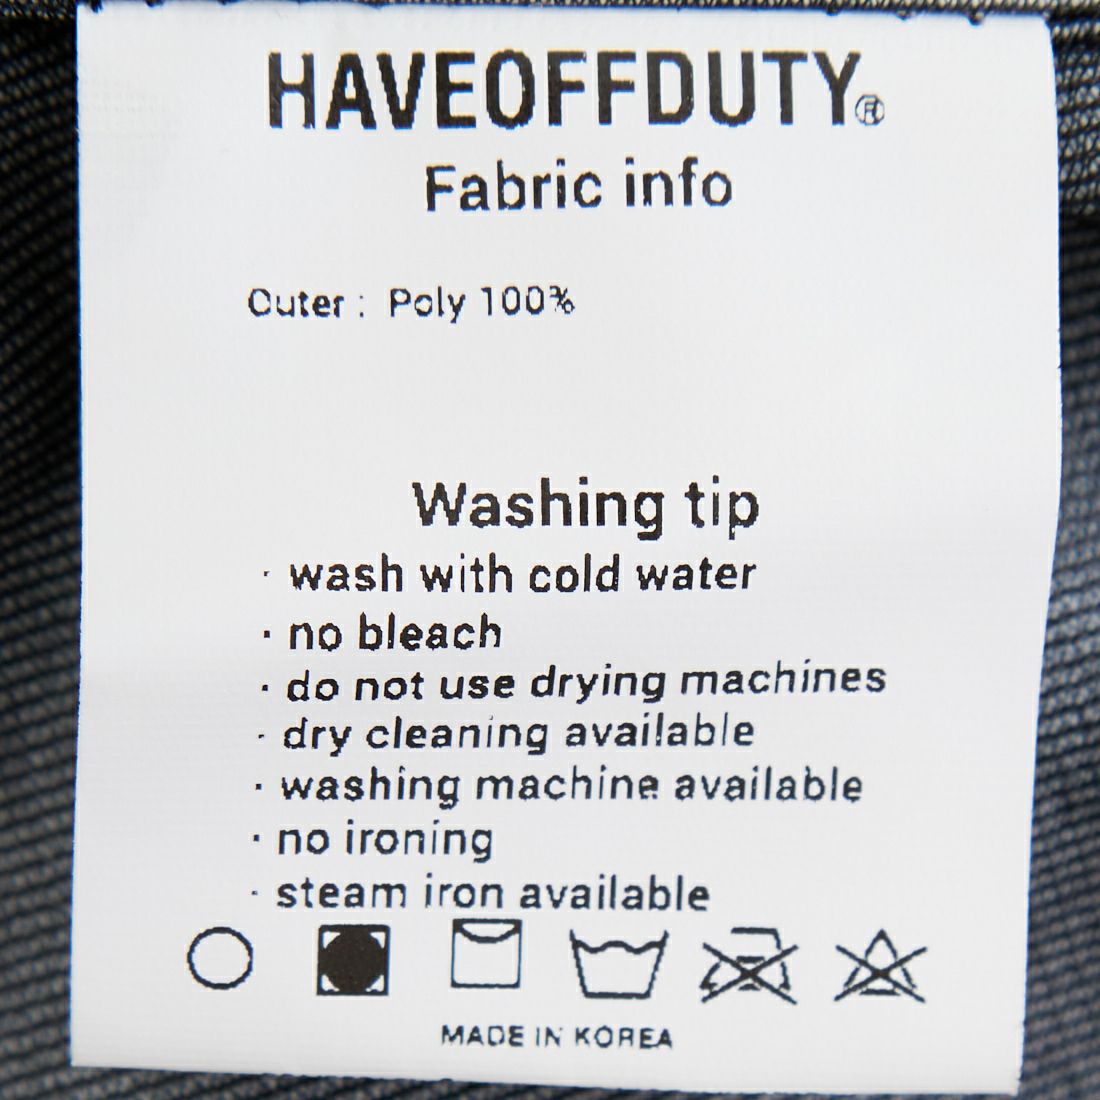 HAVEOFFDUTY®
Fabric info
Outer : Poly 100%
Washing tip
· wash with cold water
· no bleach
· do not use drying machines
· dry cleaning available
· washing machine available
· no ironing
· steam iron available
MADE IN KOREA